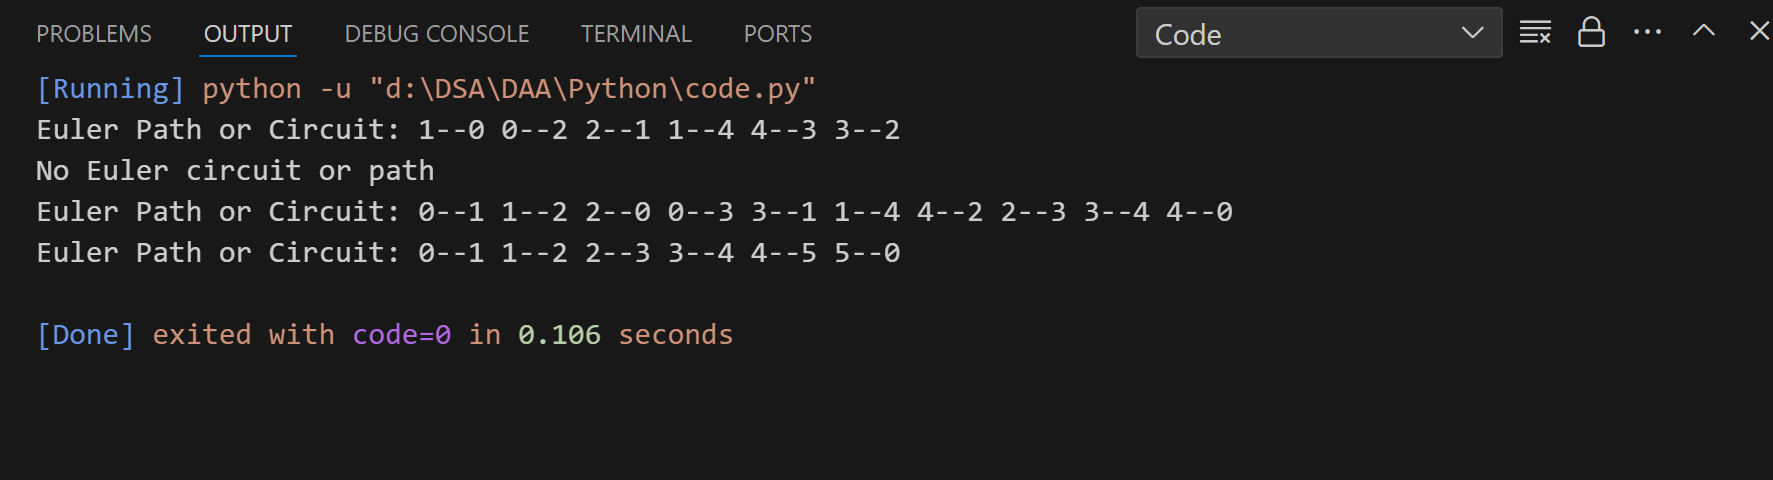 PROBLEMS OUTPUT DEBUG CONSOLE TERMINAL PORTS Code
[Running] python -u "d:\DSA\DAA\Python\code.py"
Euler Path or Circuit: 1--0 0--2 2--1 1--4 4--3 3--2
No Euler circuit or path
Euler Path or Circuit: 0--1 1--2 2--0 0--3 3--1 1--4 4--2 2--3 3--4 4--0
Euler Path or Circuit: 0--1 1--2 2--3 3--4 4--5 5--0
[Done] exited with code=0 in 0.106 seconds